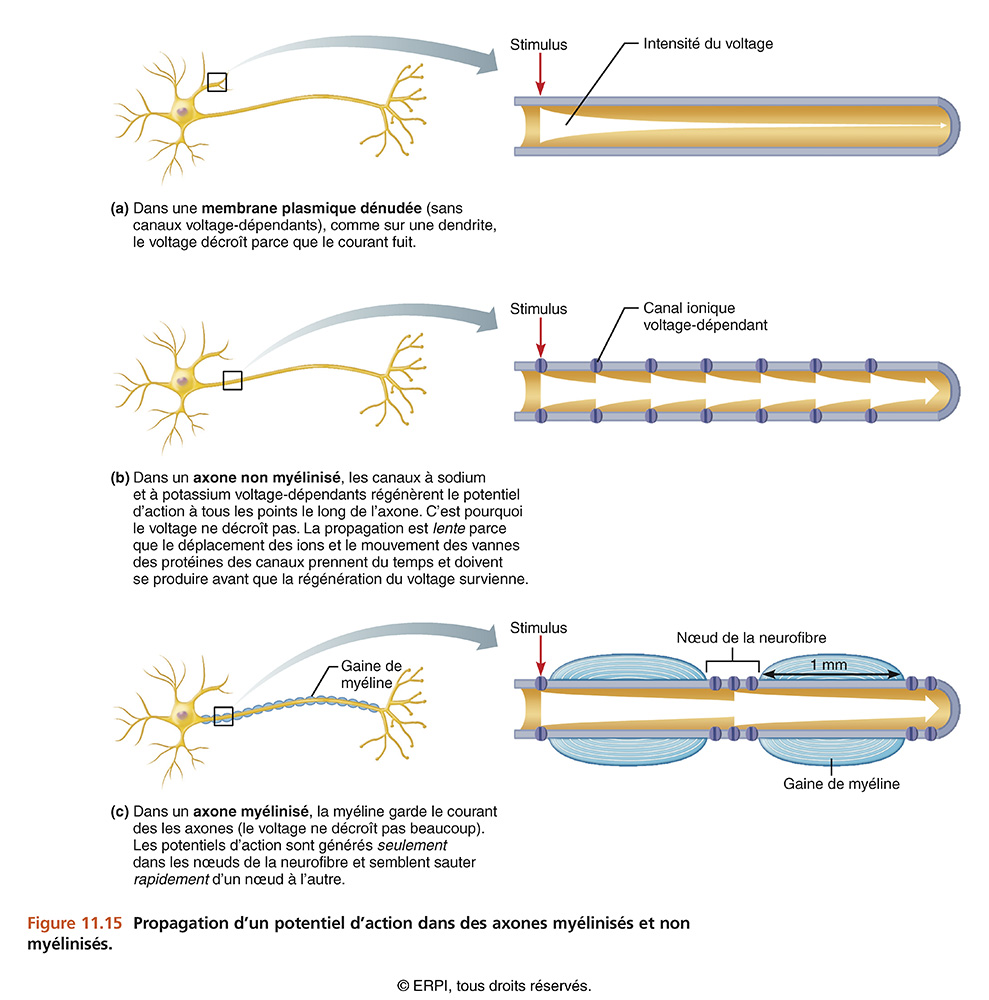 Stimulus
Intensité du voltage
(a) Dans une membrane plasmique dénudée (sans
canaux voltage-dépendants), comme sur une dendrite,
le voltage décroît parce que le courant fuit.
Stimulus
Canal ionique
voltage-dépendant
(b) Dans un axone non myélinisé, les canaux à sodium
et à potassium voltage-dépendants régénèrent le potentiel
d'action à tous les points le long de l'axone. C'est pourquoi
le voltage ne décroît pas. La propagation est lente parce
que le déplacement des ions et le mouvement des vannes
des protéines des canaux prennent du temps et doivent
se produire avant que la régénération du voltage survienne.
Stimulus
Nœud de la neurofibre
Gaine de
myéline
1 mm
Gaine de myéline
(c) Dans un axone myélinisé, la myéline garde le courant
des les axones (le voltage ne décroît pas beaucoup).
Les potentiels d'action sont générés seulement
dans les nœuds de la neurofibre et semblent sauter
rapidement d'un nœud à l'autre.
Figure 11.15 Propagation d'un potentiel d'action dans des axones myélinisés et non
myélinisés.
© ERPI, tous droits réservés.